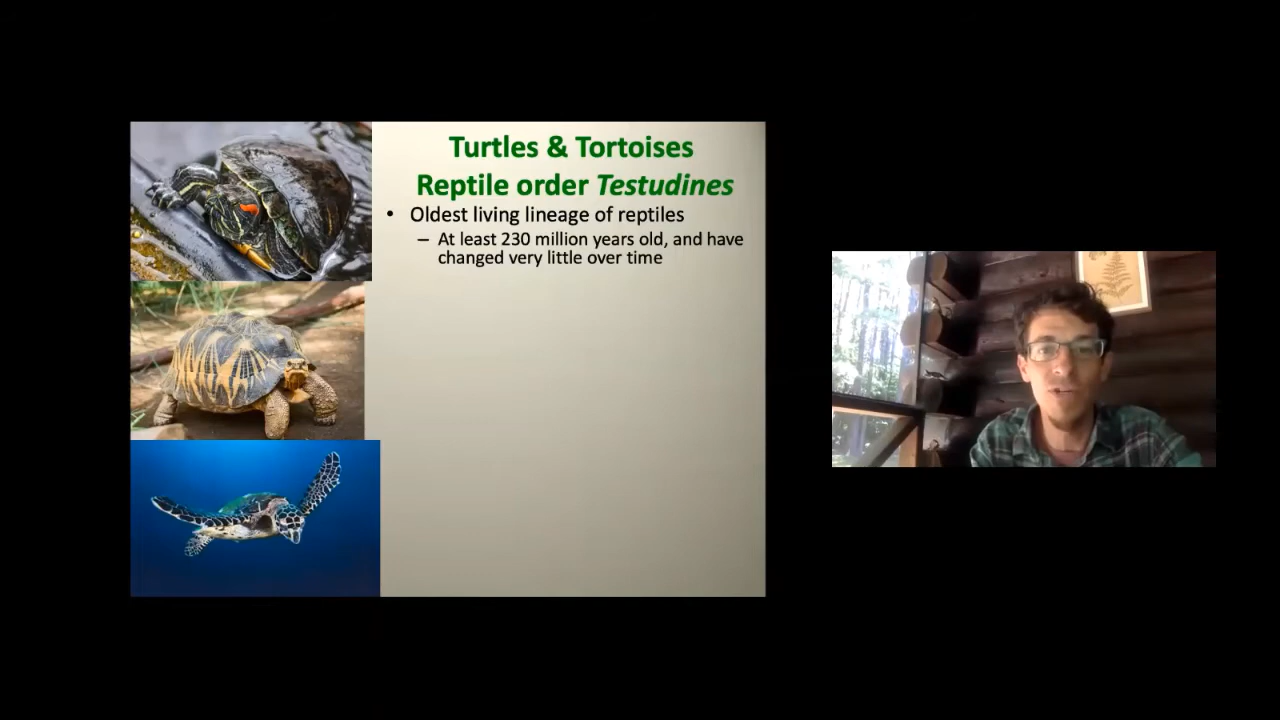 Turtles & Tortoises
Reptile order Testudines
• Oldest living lineage of reptiles
– At least 230 million years old, and have
changed very little over time